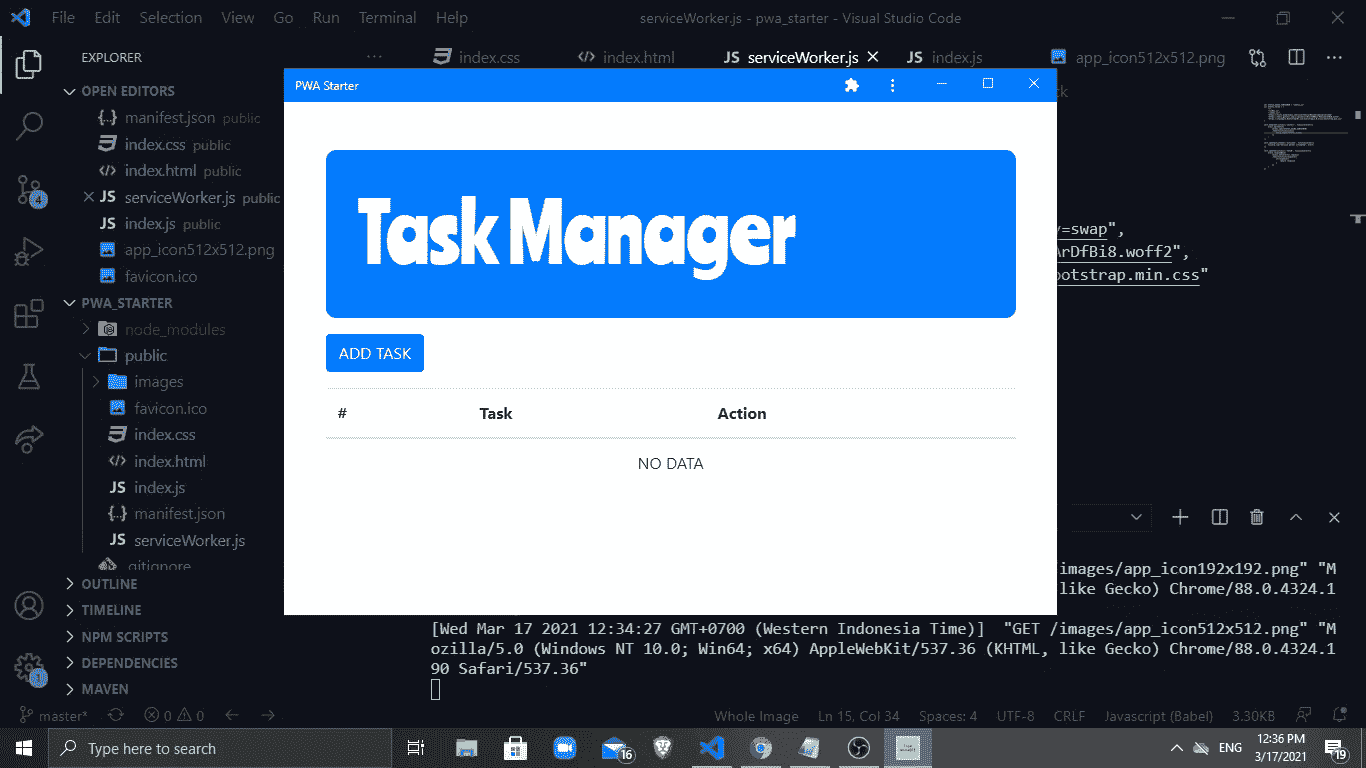 File Edit Selection View Go Run Terminal Help
serviceWorker.js - pwa_starter - Visual Studio Code
EXPLORER
index.css
index.html
JS serviceWorker.js
JS index.js
app_icon512x512.png
OPEN EDITORS
{} manifest.json public
index.css public
index.html public
JS serviceWorker.js public
JS index.js public
app_icon512x512.png
favicon.ico
PWA_STARTER
node_modules
public
images
favicon.ico
index.css
index.html
JS index.js
{} manifest.json
JS serviceWorker.js
.gitignore
OUTLINE
TIMELINE
NPM SCRIPTS
DEPENDENCIES
MAVEN
4
1
PWA Starter
Task Manager
ADD TASK
# Task Action
NO DATA
ck
y=swap",
ArDfBi8.woff2",
ootstrap.min.css"
/images/app_icon192x192.png" "M
like Gecko) Chrome/88.0.4324.1
[Wed Mar 17 2021 12:34:27 GMT+0700 (Western Indonesia Time)] "GET /images/app_icon512x512.png" "M
ozilla/5.0 (Windows NT 10.0; Win64; x64) AppleWebKit/537.36 (KHTML, like Gecko) Chrome/88.0.4324.1
90 Safari/537.36"
master* 0 0
Whole Image Ln 15, Col 34 Spaces: 4 UTF-8 CRLF Javascript (Babel) 3.30KB
Type here to search
16
ENG
12:36 PM
3/17/2021
19